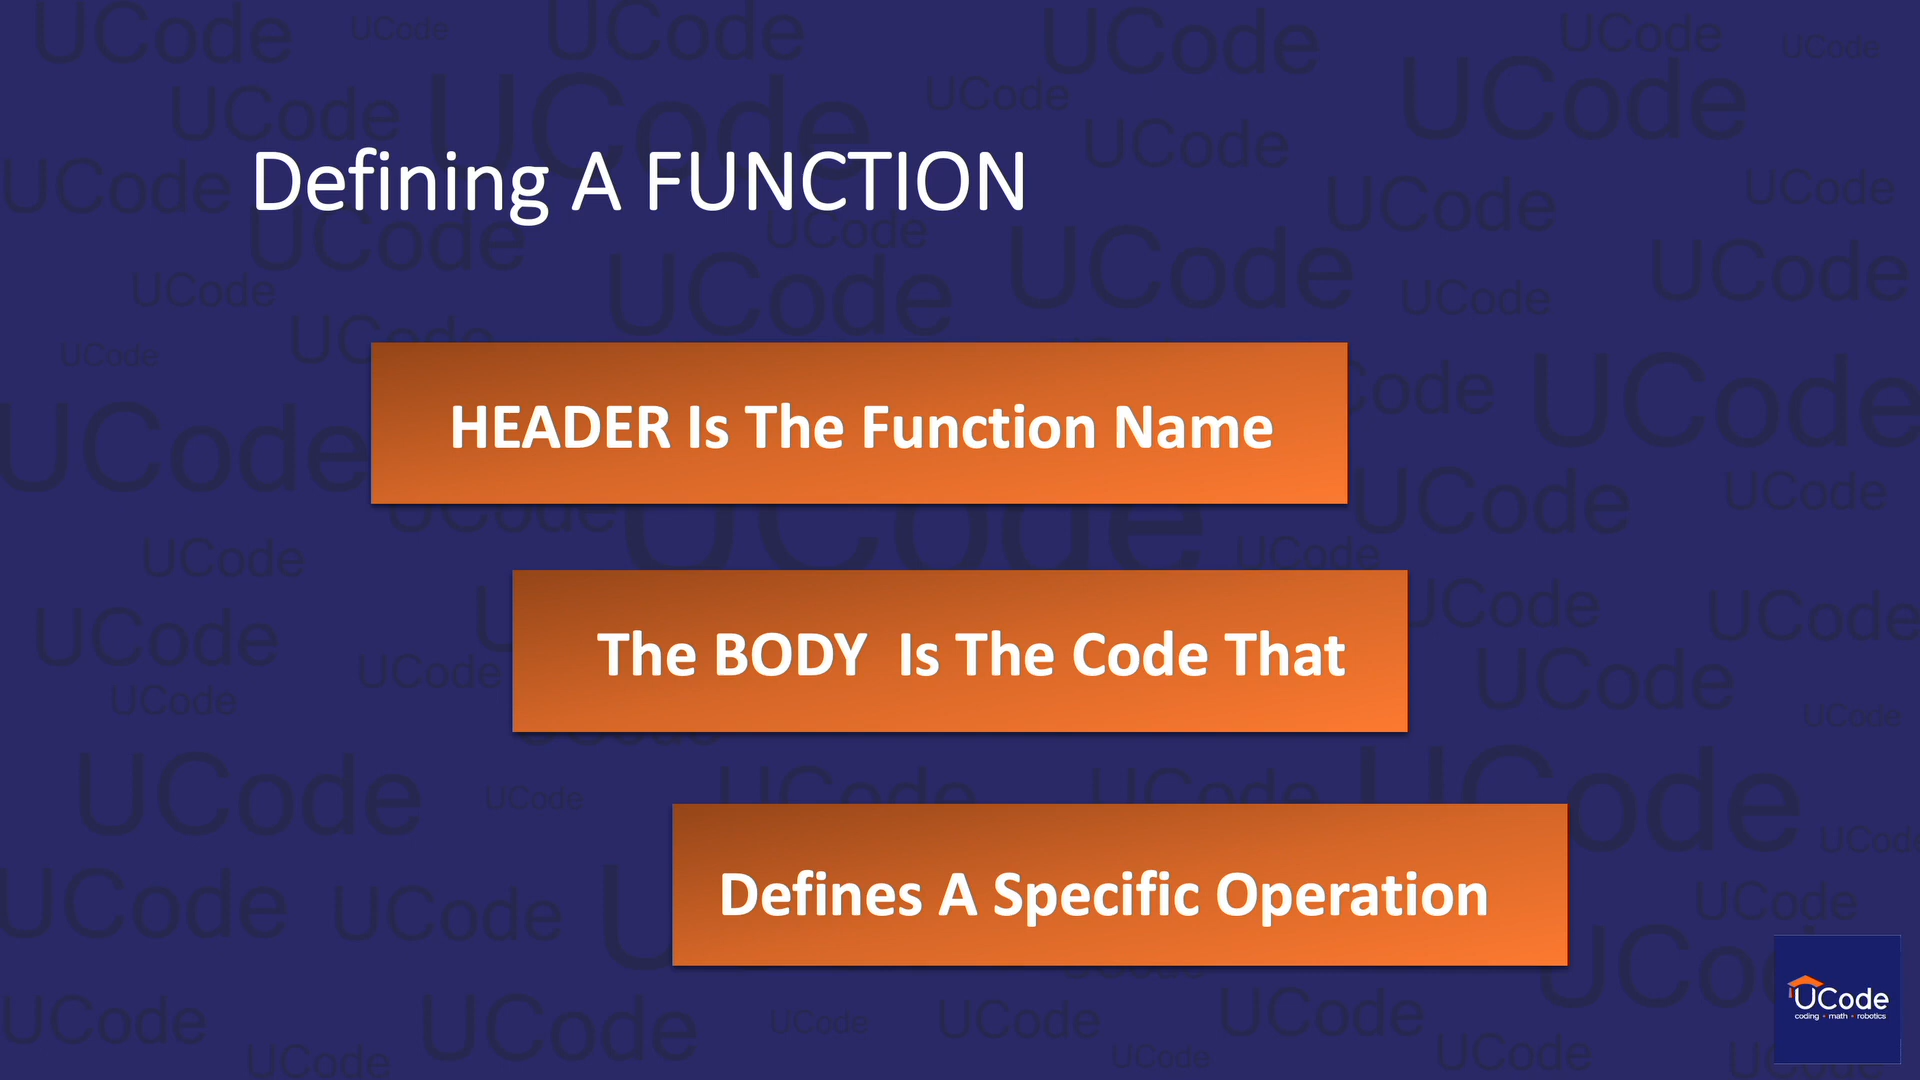 Defining A FUNCTION
HEADER Is The Function Name
The BODY  Is The Code That
Defines A Specific Operation
UCode
coding • math • robotics